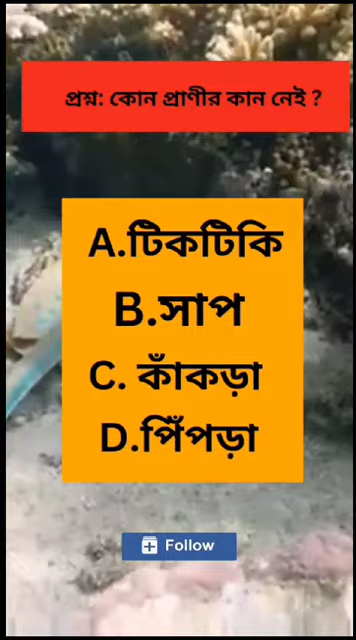 প্রশ্ন: কোন প্রাণীর কান নেই ?
A.টিকটিকি
B.সাপ
C. কাঁকড়া
D.পিঁপড়া
Follow